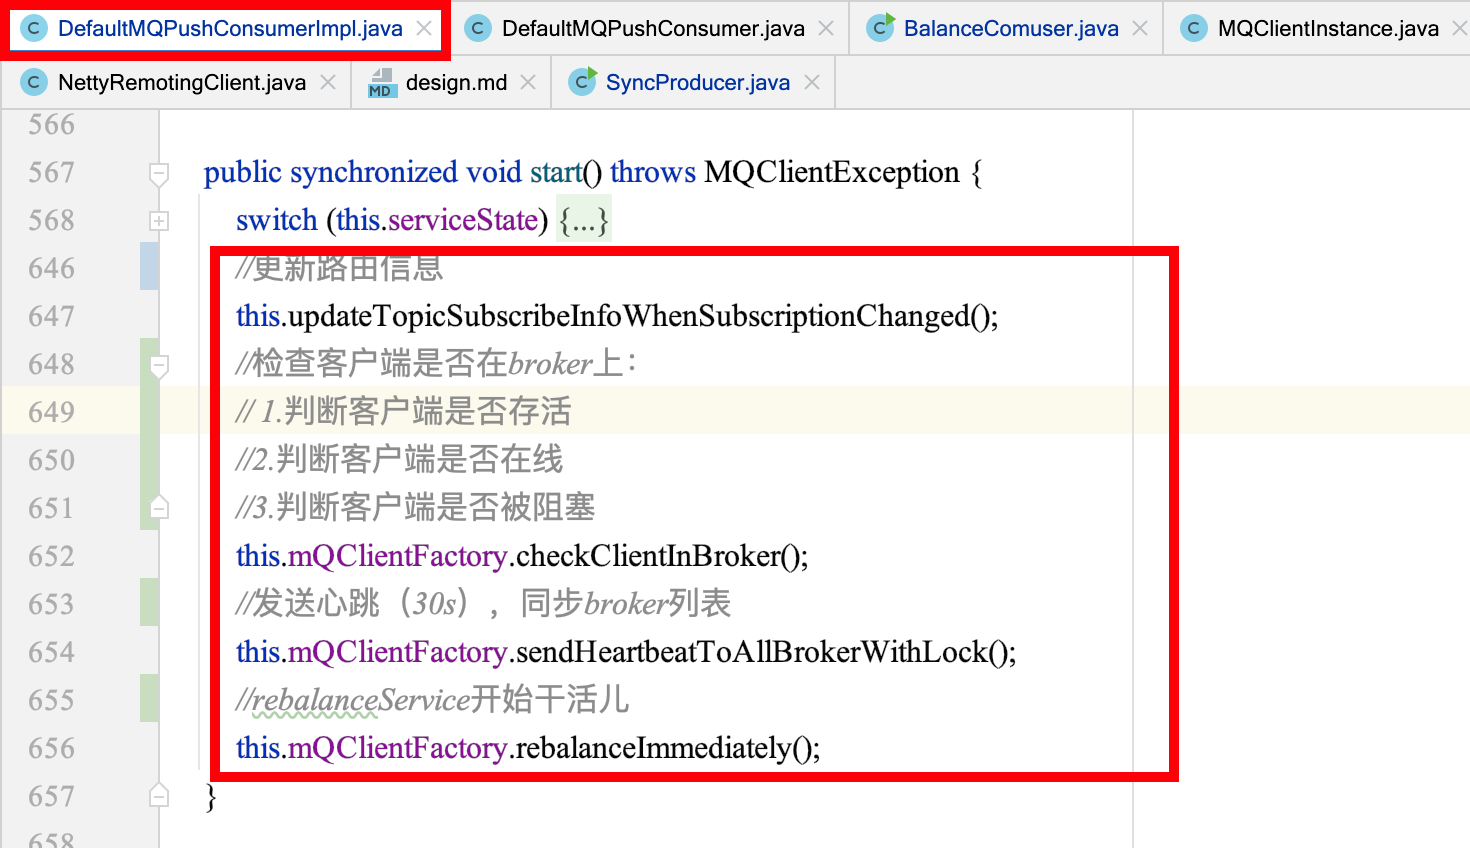 C DefaultMQPushConsumerImpl.java C DefaultMQPushConsumer.java C BalanceComuser.java C MQClientInstance.java
C NettyRemotingClient.java MD design.md C SyncProducer.java
566
567 public synchronized void start() throws MQClientException {
568 switch (this.serviceState) {...}
646 //更新路由信息
647 this.updateTopicSubscribeInfoWhenSubscriptionChanged();
648 //检查客户端是否在broker上：
649 // 1.判断客户端是否存活
650 //2.判断客户端是否在线
651 //3.判断客户端是否被阻塞
652 this.mQClientFactory.checkClientInBroker();
653 //发送心跳（30s），同步broker列表
654 this.mQClientFactory.sendHeartbeatToAllBrokerWithLock();
655 //rebalanceService开始干活儿
656 this.mQClientFactory.rebalanceImmediately();
657 }
658